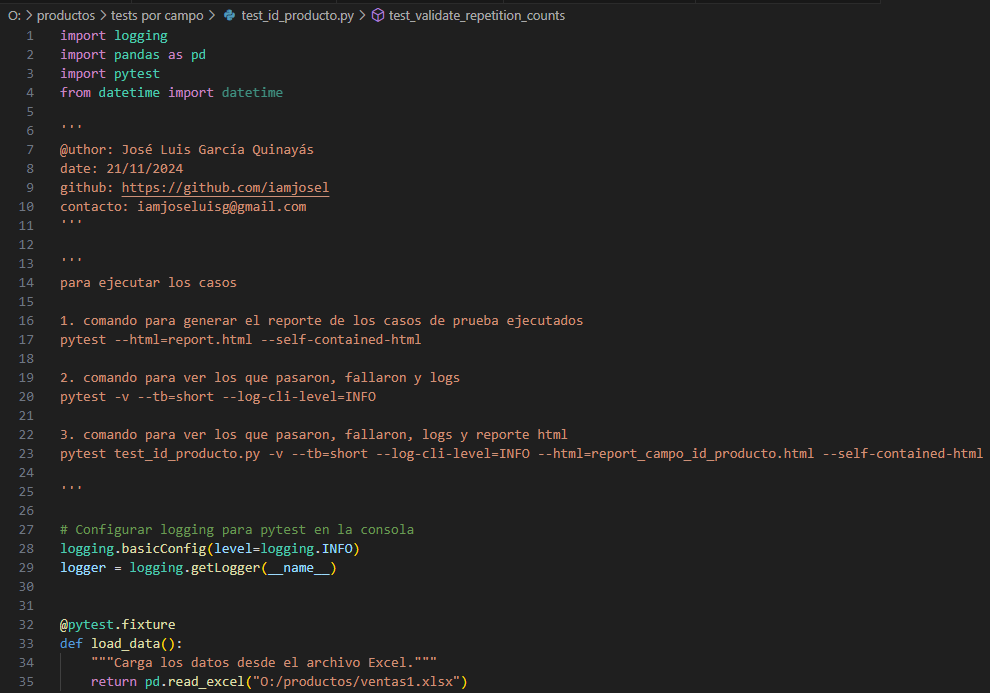 O: > productos > tests por campo > test_id_producto.py > test_validate_repetition_counts
1 import logging
2 import pandas as pd
3 import pytest
4 from datetime import datetime
5
6 '''
7 @uthor: José Luis García Quinayás
8 date: 21/11/2024
9 github: https://github.com/iamjosel
10 contacto: iamjoseluisg@gmail.com
11 '''
12
13 '''
14 para ejecutar los casos
15
16 1. comando para generar el reporte de los casos de prueba ejecutados
17 pytest --html=report.html --self-contained-html
18
19 2. comando para ver los que pasaron, fallaron y logs
20 pytest -v --tb=short --log-cli-level=INFO
21
22 3. comando para ver los que pasaron, fallaron, logs y reporte html
23 pytest test_id_producto.py -v --tb=short --log-cli-level=INFO --html=report_campo_id_producto.html --self-contained-html
24
25 '''
26
27 # Configurar logging para pytest en la consola
28 logging.basicConfig(level=logging.INFO)
29 logger = logging.getLogger(__name__)
30
31
32 @pytest.fixture
33 def load_data():
34     """Carga los datos desde el archivo Excel."""
35     return pd.read_excel("O:/productos/ventas1.xlsx")